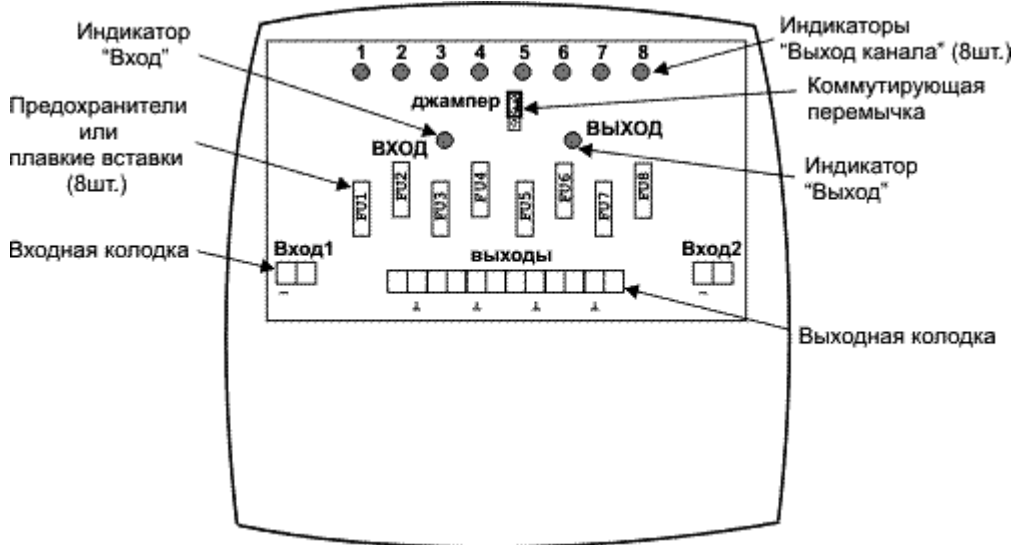 Индикатор
"Вход"
Индикаторы
"Выход канала" (8шт.)
1 2 3 4 5 6 7 8
джампер
Коммутирующая
перемычка
Предохранители
или
плавкие вставки
(8шт.)
ВХОД
ВЫХОД
Индикатор
"Выход"
FU1 FU2 FU3 FU4 FU5 FU6 FU7 FU8
Входная колодка
Вход1
выходы
Вход2
Выходная колодка